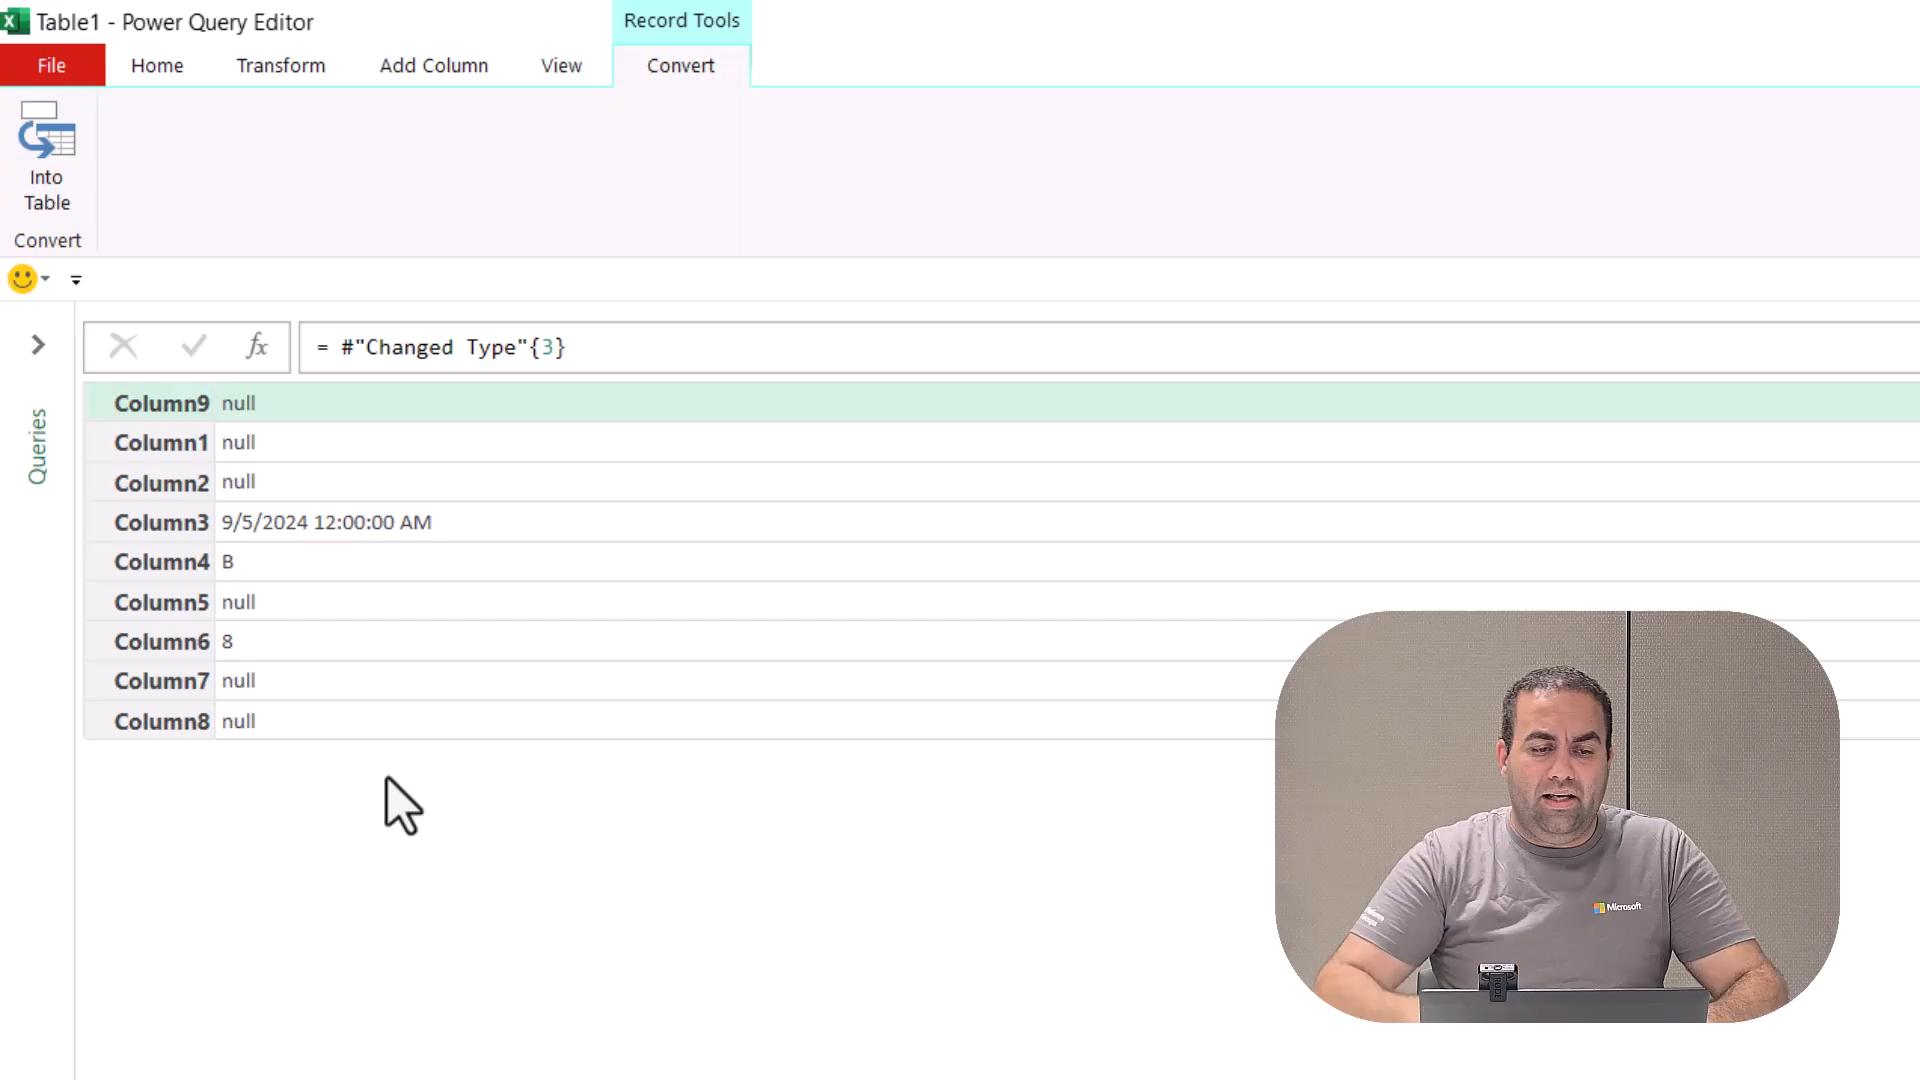 Table1 - Power Query Editor
Record Tools
File
Home
Transform
Add Column
View
Convert
Into
Table
Convert
Queries
fx
= #"Changed Type"{3}
Column9 null
Column1 null
Column2 null
Column3 9/5/2024 12:00:00 AM
Column4 B
Column5 null
Column6 8
Column7 null
Column8 null
Microsoft